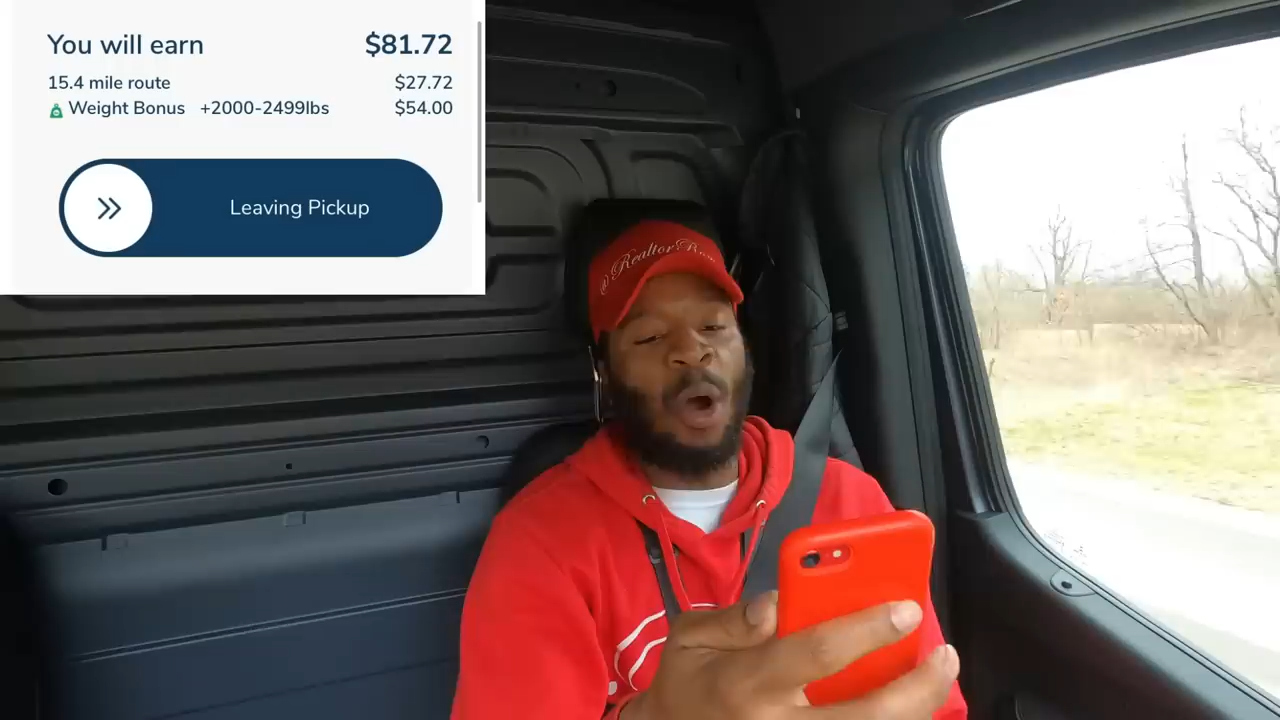 You will earn $81.72
15.4 mile route $27.72
Weight Bonus +2000-2499lbs $54.00
Leaving Pickup
@Realtor